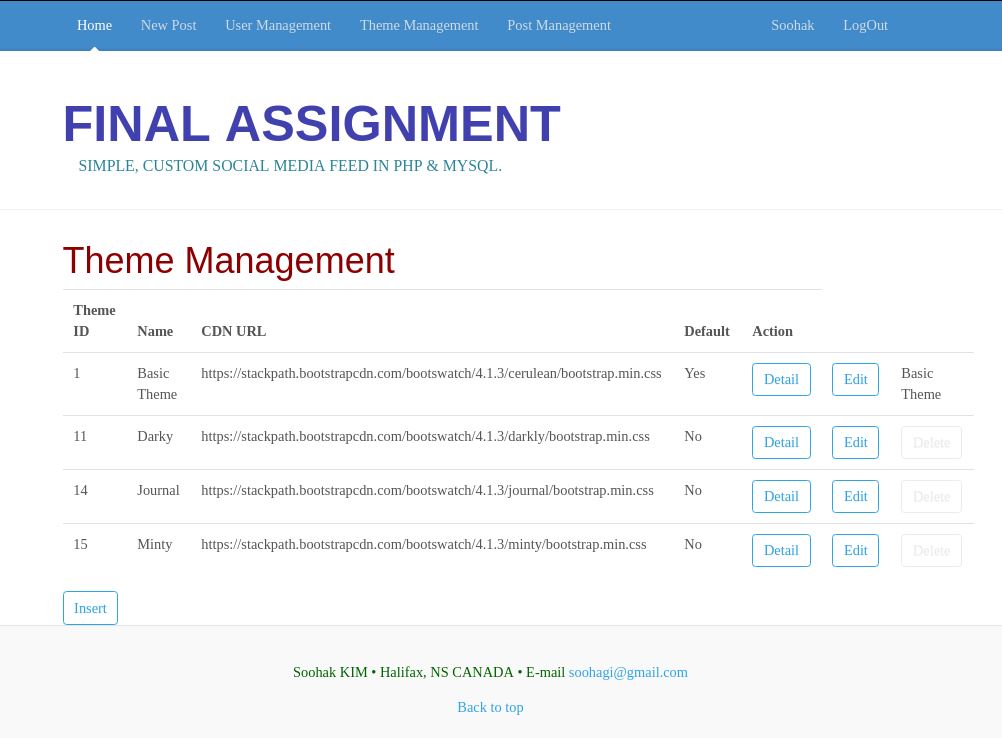 Home New Post User Management Theme Management Post Management Soohak LogOut
FINAL ASSIGNMENT
SIMPLE, CUSTOM SOCIAL MEDIA FEED IN PHP & MYSQL.
Theme Management
Theme
ID Name CDN URL Default Action
1 Basic https://stackpath.bootstrapcdn.com/bootswatch/4.1.3/cerulean/bootstrap.min.css Yes Detail Edit Basic
Theme Theme
11 Darky https://stackpath.bootstrapcdn.com/bootswatch/4.1.3/darkly/bootstrap.min.css No Detail Edit Delete
14 Journal https://stackpath.bootstrapcdn.com/bootswatch/4.1.3/journal/bootstrap.min.css No Detail Edit Delete
15 Minty https://stackpath.bootstrapcdn.com/bootswatch/4.1.3/minty/bootstrap.min.css No Detail Edit Delete
Insert
Soohak KIM • Halifax, NS CANADA • E-mail soohagi@gmail.com
Back to top